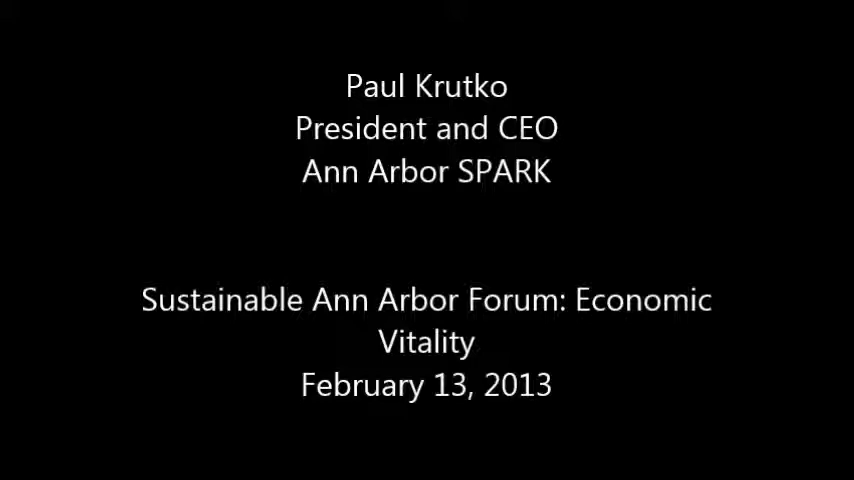 Paul Krutko
President and CEO
Ann Arbor SPARK
Sustainable Ann Arbor Forum: Economic
Vitality
February 13, 2013